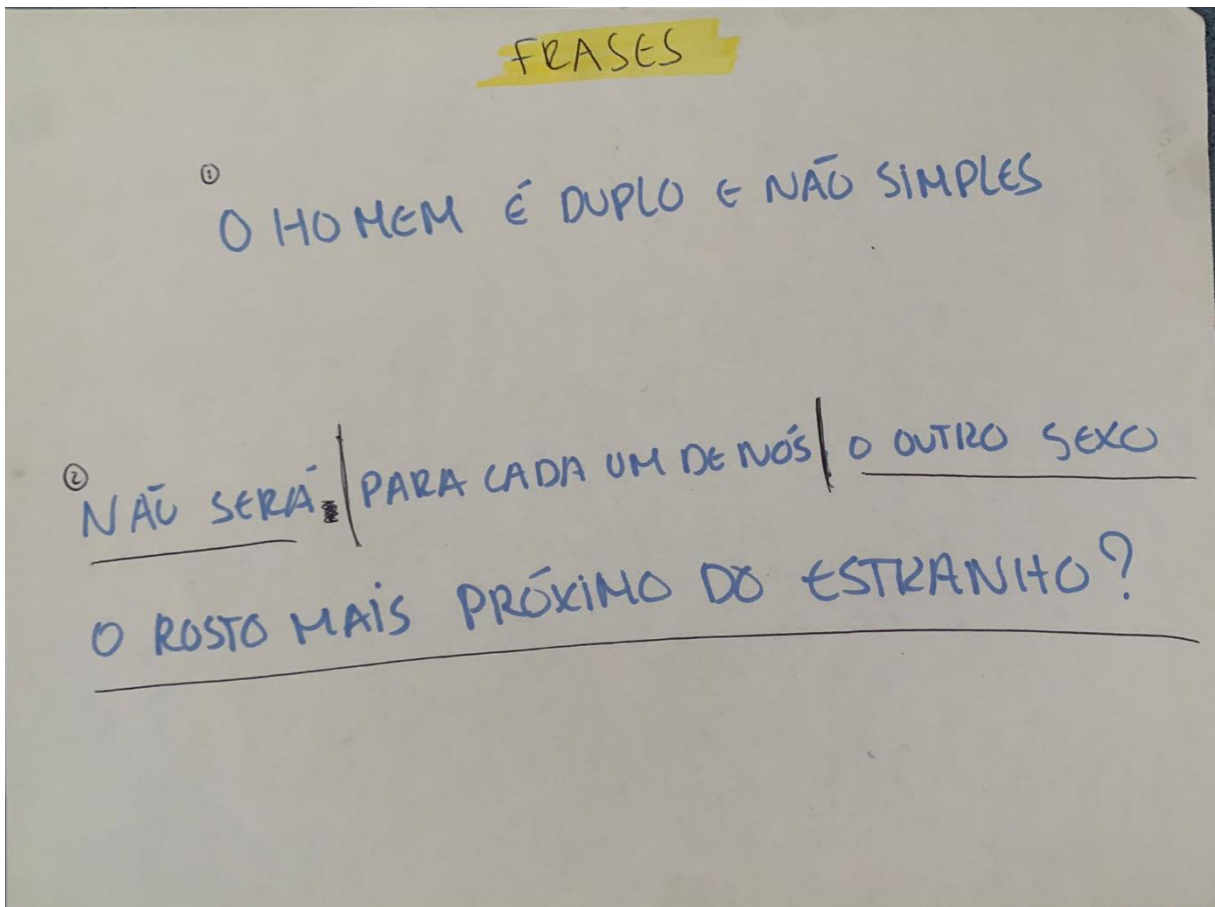 FRASES
①
O HOMEM É DUPLO E NÃO SIMPLES
②
NÃO SERÁ | PARA CADA UM DE NÓS | O OUTRO SEXO
O ROSTO MAIS PRÓXIMO DO ESTRANHO?